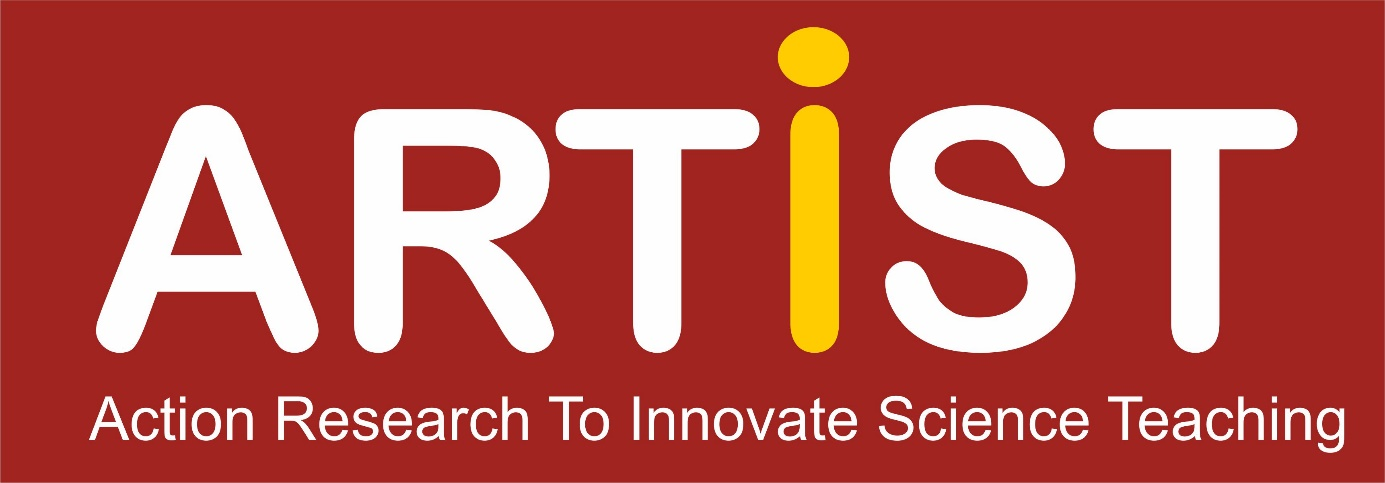 ARTiST
Action Research To Innovate Science Teaching